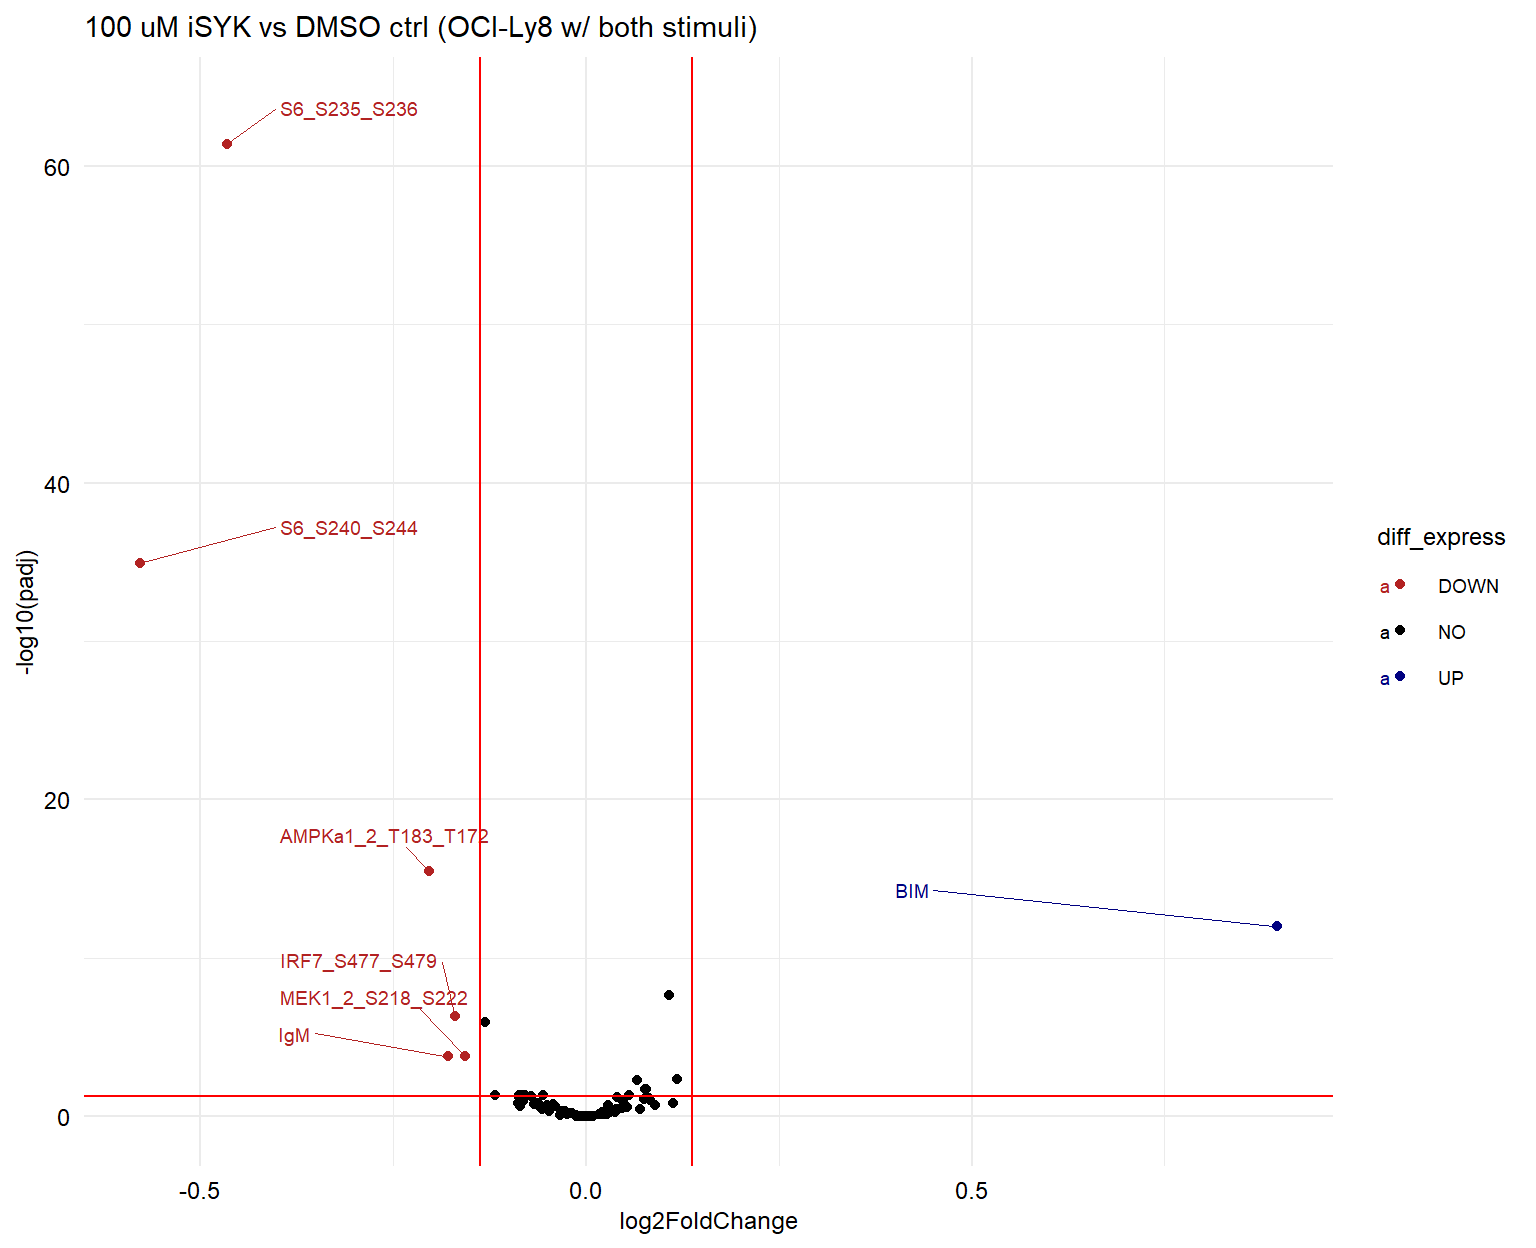 100 uM iSYK vs DMSO ctrl (OCI-Ly8 w/ both stimuli)
S6_S235_S236
60
S6_S240_S244
40
-log10(padj)
diff_express
a DOWN
a NO
a UP
20
AMPKa1_2_T183_T172
BIM
IRF7_S477_S479
MEK1_2_S218_S222
IgM
0
-0.5 0.0 0.5
log2FoldChange